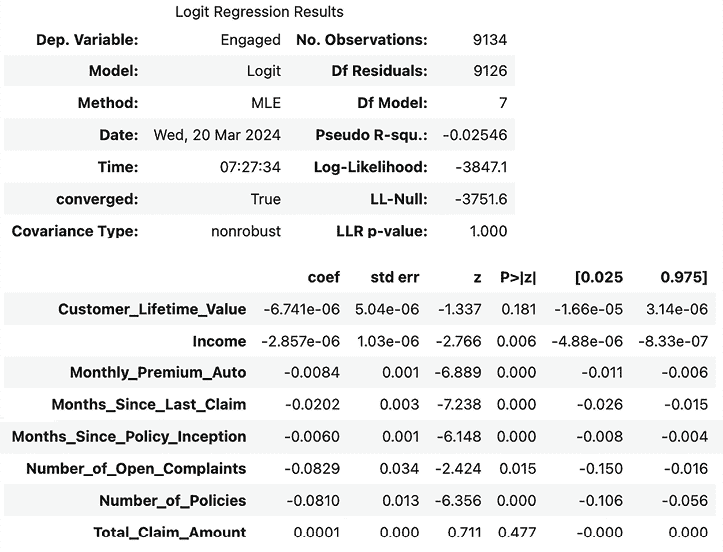 Logit Regression Results
Dep. Variable: Engaged No. Observations: 9134
Model: Logit Df Residuals: 9126
Method: MLE Df Model: 7
Date: Wed, 20 Mar 2024 Pseudo R-squ.: -0.02546
Time: 07:27:34 Log-Likelihood: -3847.1
converged: True LL-Null: -3751.6
Covariance Type: nonrobust LLR p-value: 1.000
coef std err z P>|z| [0.025 0.975]
Customer_Lifetime_Value -6.741e-06 5.04e-06 -1.337 0.181 -1.66e-05 3.14e-06
Income -2.857e-06 1.03e-06 -2.766 0.006 -4.88e-06 -8.33e-07
Monthly_Premium_Auto -0.0084 0.001 -6.889 0.000 -0.011 -0.006
Months_Since_Last_Claim -0.0202 0.003 -7.238 0.000 -0.026 -0.015
Months_Since_Policy_Inception -0.0060 0.001 -6.148 0.000 -0.008 -0.004
Number_of_Open_Complaints -0.0829 0.034 -2.424 0.015 -0.150 -0.016
Number_of_Policies -0.0810 0.013 -6.356 0.000 -0.106 -0.056
Total_Claim_Amount 0.0001 0.000 0.711 0.477 -0.000 0.000